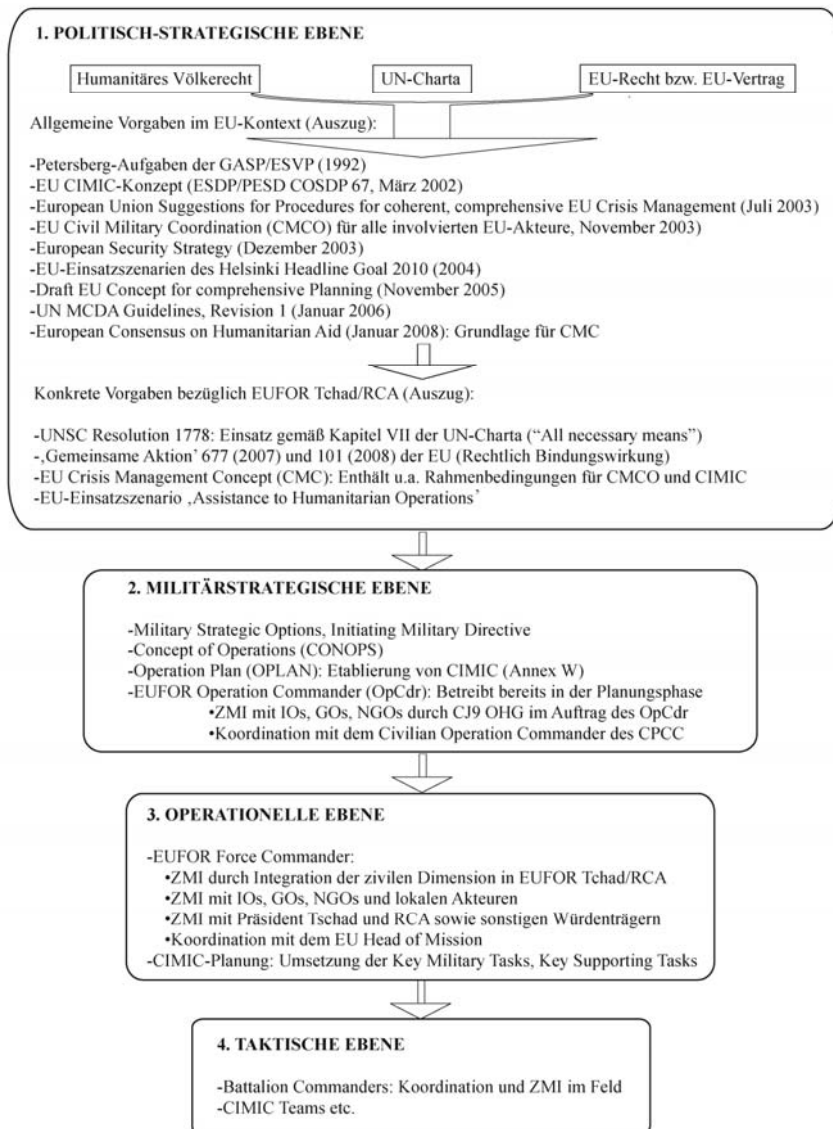 1. POLITISCH-STRATEGISCHE EBENE
Humanitäres Völkerecht
UN-Charta
EU-Recht bzw. EU-Vertrag
Allgemeine Vorgaben im EU-Kontext (Auszug):
-Petersberg-Aufgaben der GASP/ESVP (1992)
-EU CIMIC-Konzept (ESDP/PESD COSDP 67, März 2002)
-European Union Suggestions for Procedures for coherent, comprehensive EU Crisis Management (Juli 2003)
-EU Civil Military Coordination (CMCO) für alle involvierten EU-Akteure, November 2003)
-European Security Strategy (Dezember 2003)
-EU-Einsatzszenarien des Helsinki Headline Goal 2010 (2004)
-Draft EU Concept for comprehensive Planning (November 2005)
-UN MCDA Guidelines, Revision 1 (Januar 2006)
-European Consensus on Humanitarian Aid (Januar 2008): Grundlage für CMC
Konkrete Vorgaben bezüglich EUFOR Tchad/RCA (Auszug):
-UNSC Resolution 1778: Einsatz gemäß Kapitel VII der UN-Charta (“All necessary means”)
-‚Gemeinsame Aktion’ 677 (2007) und 101 (2008) der EU (Rechtlich Bindungswirkung)
-EU Crisis Management Concept (CMC): Enthält u.a. Rahmenbedingungen für CMCO und CIMIC
-EU-Einsatzszenario ‚Assistance to Humanitarian Operations’
2. MILITÄRSTRATEGISCHE EBENE
-Military Strategic Options, Initiating Military Directive
-Concept of Operations (CONOPS)
-Operation Plan (OPLAN): Etablierung von CIMIC (Annex W)
-EUFOR Operation Commander (OpCdr): Betreibt bereits in der Planungsphase
•ZMI mit IOs, GOs, NGOs durch CJ9 OHG im Auftrag des OpCdr
•Koordination mit dem Civilian Operation Commander des CPCC
3. OPERATIONELLE EBENE
-EUFOR Force Commander:
•ZMI durch Integration der zivilen Dimension in EUFOR Tchad/RCA
•ZMI mit IOs, GOs, NGOs und lokalen Akteuren
•ZMI mit Präsident Tschad und RCA sowie sonstigen Würdenträgern
•Koordination mit dem EU Head of Mission
-CIMIC-Planung: Umsetzung der Key Military Tasks, Key Supporting Tasks
4. TAKTISCHE EBENE
-Battalion Commanders: Koordination und ZMI im Feld
-CIMIC Teams etc.